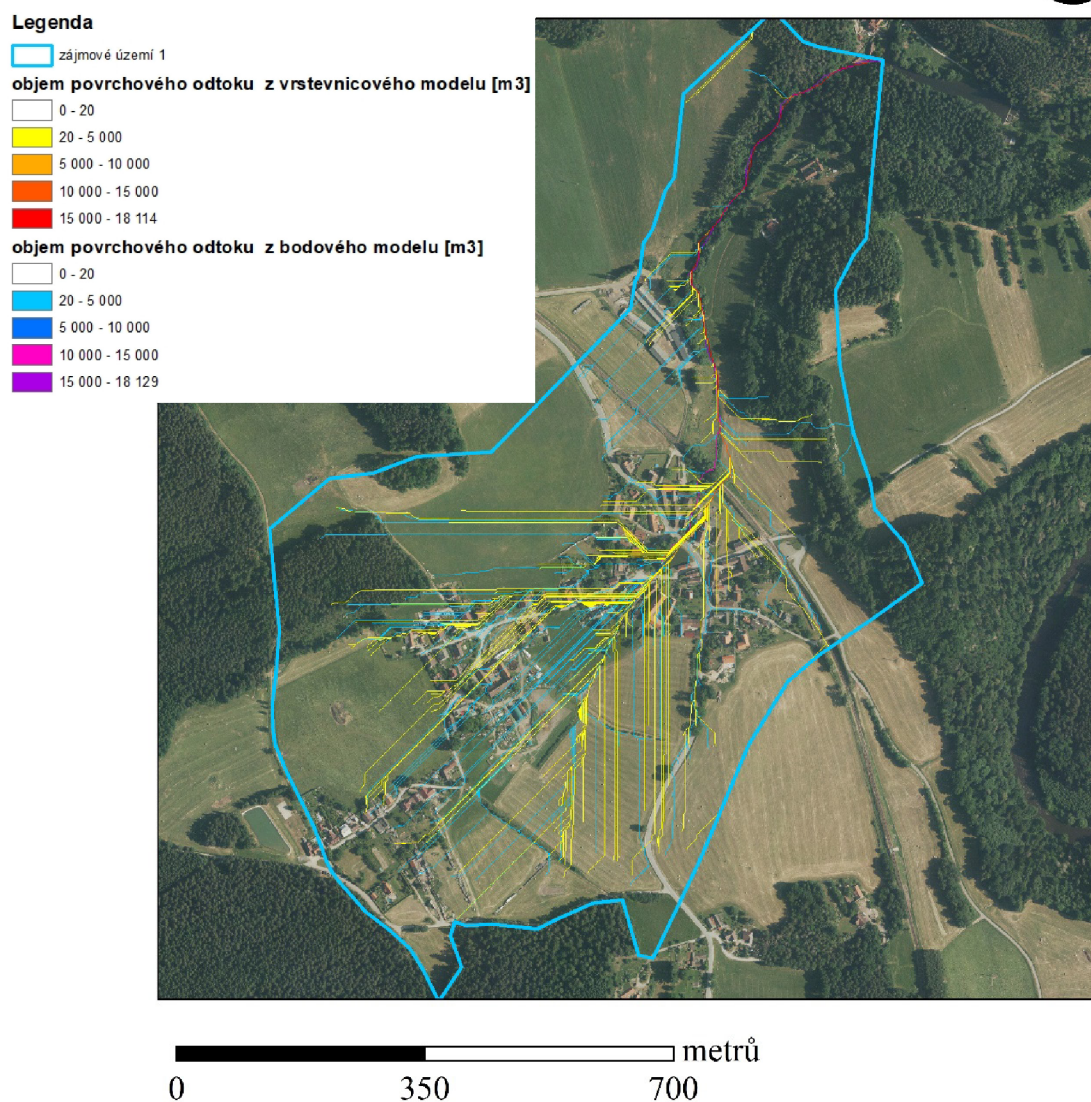 Legenda
zájmové území 1
objem povrchového odtoku z vrstevnicového modelu [m3]
0 - 20
20 - 5 000
5 000 - 10 000
10 000 - 15 000
15 000 - 18 114
objem povrchového odtoku z bodového modelu [m3]
0 - 20
20 - 5 000
5 000 - 10 000
10 000 - 15 000
15 000 - 18 129
metrů
0 350 700